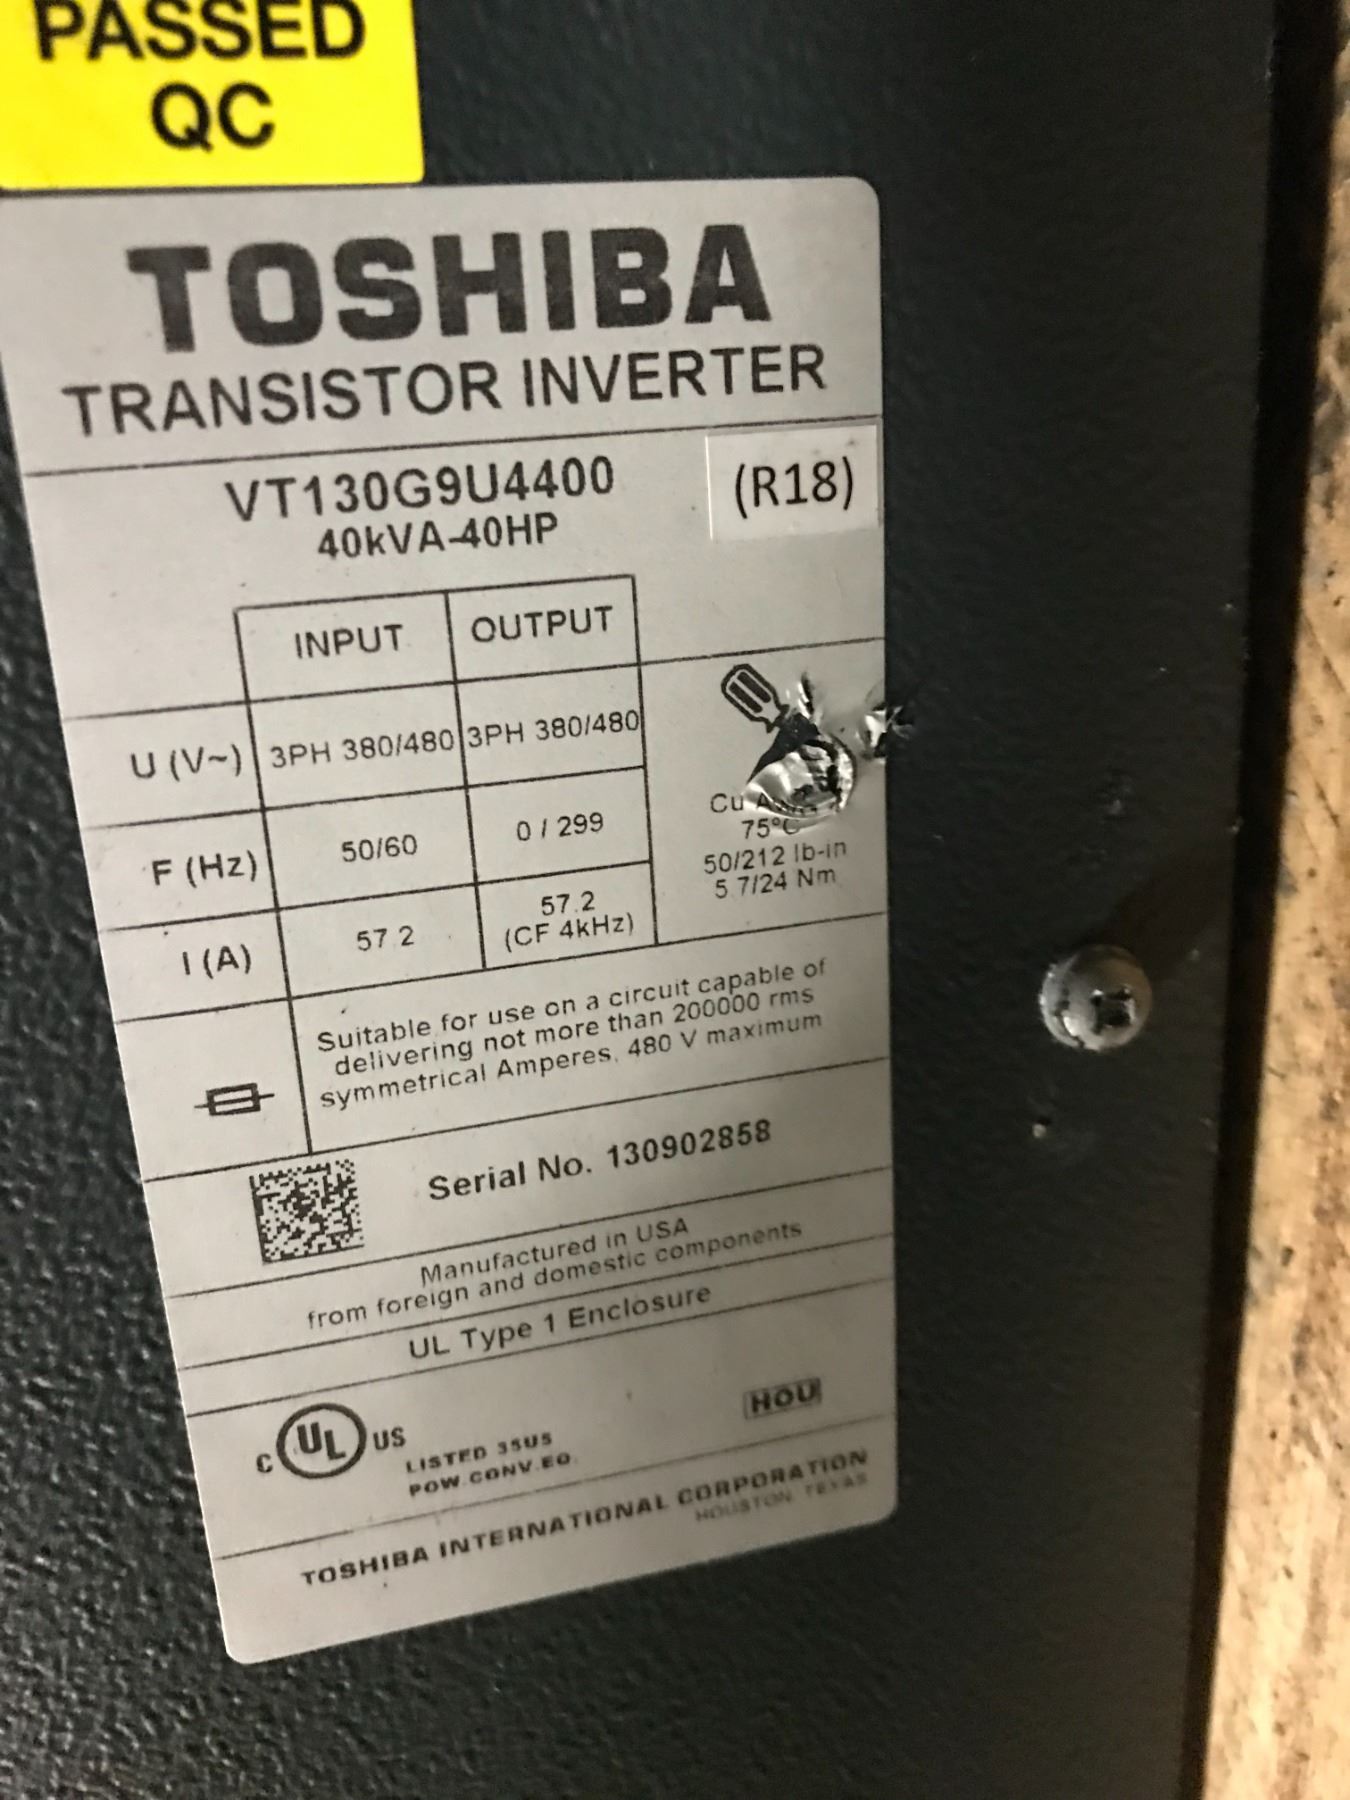 PASSED
QC
TOSHIBA
TRANSISTOR INVERTER
VT130G9U4400
(R18)
40kVA-40HP
INPUT OUTPUT
U (V~) 3PH 380/480 3PH 380/480
F (Hz) 50/60 0 / 299
I (A) 57.2 57.2
(CF 4kHz)
Cu
75°C
50/212 lb-in
5.7/24 Nm
Suitable for use on a circuit capable of
delivering not more than 200000 rms
symmetrical Amperes, 480 V maximum
Serial No. 130902858
Manufactured in USA
from foreign and domestic components
UL Type 1 Enclosure
HOU
C UL US
LISTED 35U5
POW. CONV. EQ.
TOSHIBA INTERNATIONAL CORPORATION
HOUSTON TEXAS